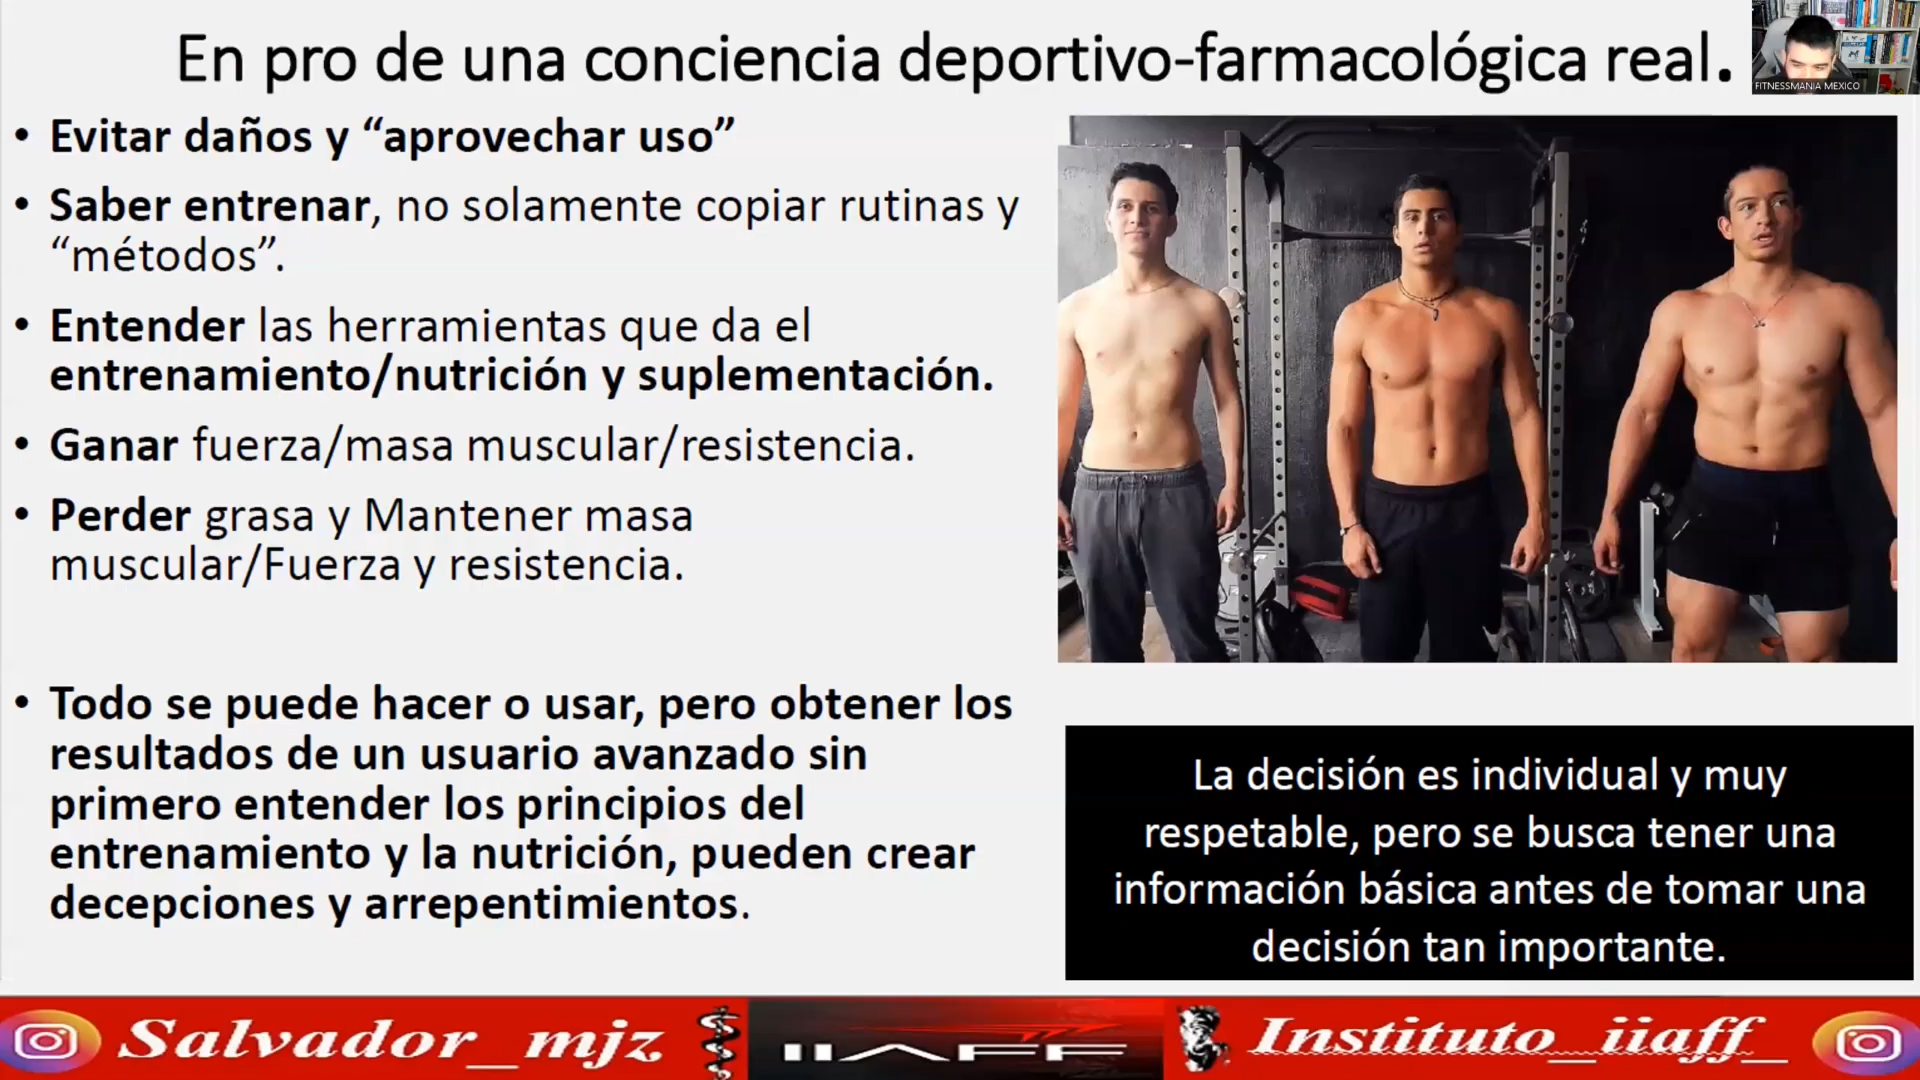 En pro de una conciencia deportivo-farmacológica real.
FITNESSMANIA MEXICO
• Evitar daños y “aprovechar uso”
• Saber entrenar, no solamente copiar rutinas y
“métodos”.
• Entender las herramientas que da el
entrenamiento/nutrición y suplementación.
• Ganar fuerza/masa muscular/resistencia.
• Perder grasa y Mantener masa
muscular/Fuerza y resistencia.
• Todo se puede hacer o usar, pero obtener los
resultados de un usuario avanzado sin
primero entender los principios del
entrenamiento y la nutrición, pueden crear
decepciones y arrepentimientos.
La decisión es individual y muy
respetable, pero se busca tener una
información básica antes de tomar una
decisión tan importante.
Salvador_mjz
IIAFF
Instituto_iiaff_